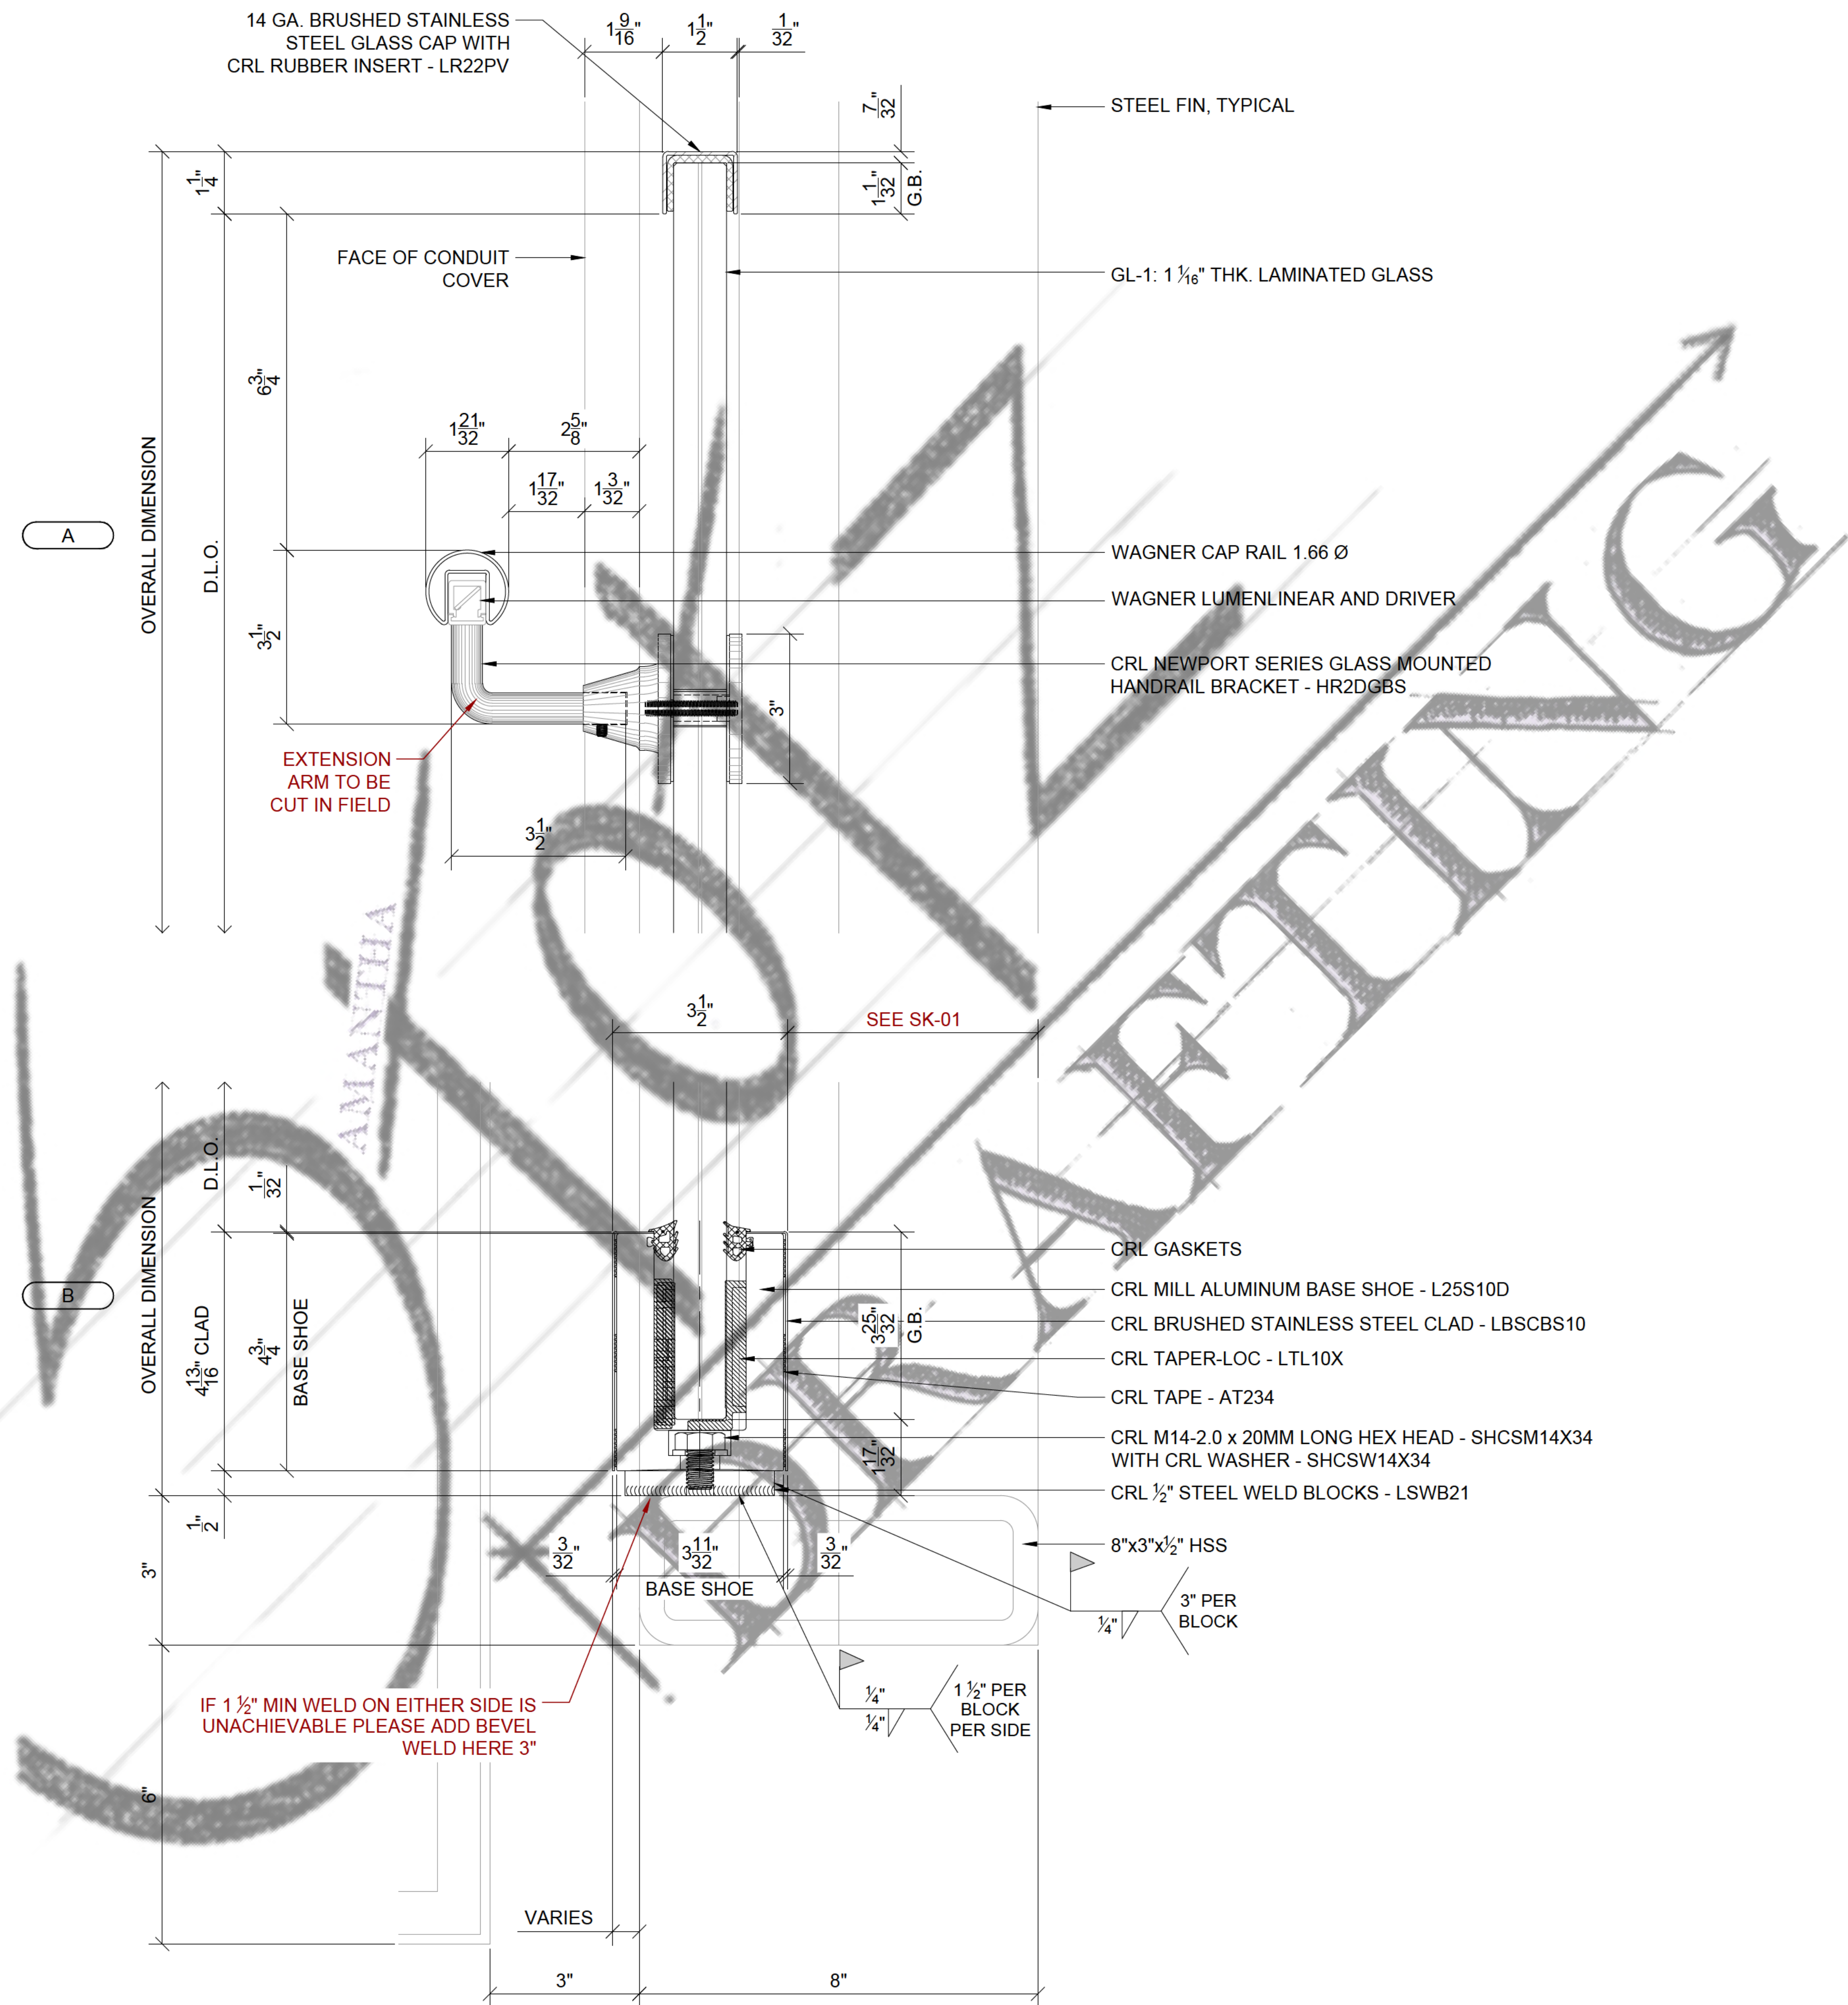 14 GA. BRUSHED STAINLESS
STEEL GLASS CAP WITH
CRL RUBBER INSERT - LR22PV
1 9/16"
1 1/2"
1/32"
7/32"
STEEL FIN, TYPICAL
1 1/4"
1 1/32"
G.B.
FACE OF CONDUIT
COVER
GL-1: 1 1/16" THK. LAMINATED GLASS
6 3/4"
OVERALL DIMENSION
D.L.O.
1 21/32"
2 5/8"
1 17/32"
1 3/32"
A
WAGNER CAP RAIL 1.66 Ø
WAGNER LUMENLINEAR AND DRIVER
3 1/2"
CRL NEWPORT SERIES GLASS MOUNTED
HANDRAIL BRACKET - HR2DGBS
3"
EXTENSION
ARM TO BE
CUT IN FIELD
3 1/2"
AMANTHA
DRAFTING
3 1/2"
SEE SK-01
D.L.O.
1/32"
OVERALL DIMENSION
B
4 13/16" CLAD
4 3/4"
BASE SHOE
CRL GASKETS
CRL MILL ALUMINUM BASE SHOE - L25S10D
3 25/32"
G.B.
CRL BRUSHED STAINLESS STEEL CLAD - LBSCBS10
CRL TAPER-LOC - LTL10X
CRL TAPE - AT234
CRL M14-2.0 x 20MM LONG HEX HEAD - SHCSM14X34
WITH CRL WASHER - SHCSW14X34
1 17/32"
CRL 1/2" STEEL WELD BLOCKS - LSWB21
1/2"
3"
3/32"
3 11/32"
3/32"
BASE SHOE
8"x3"x1/2" HSS
1/4"
3" PER
BLOCK
1/4"
1/4"
1 1/2" PER
BLOCK
PER SIDE
IF 1 1/2" MIN WELD ON EITHER SIDE IS
UNACHIEVABLE PLEASE ADD BEVEL
WELD HERE 3"
6"
VARIES
3"
8"